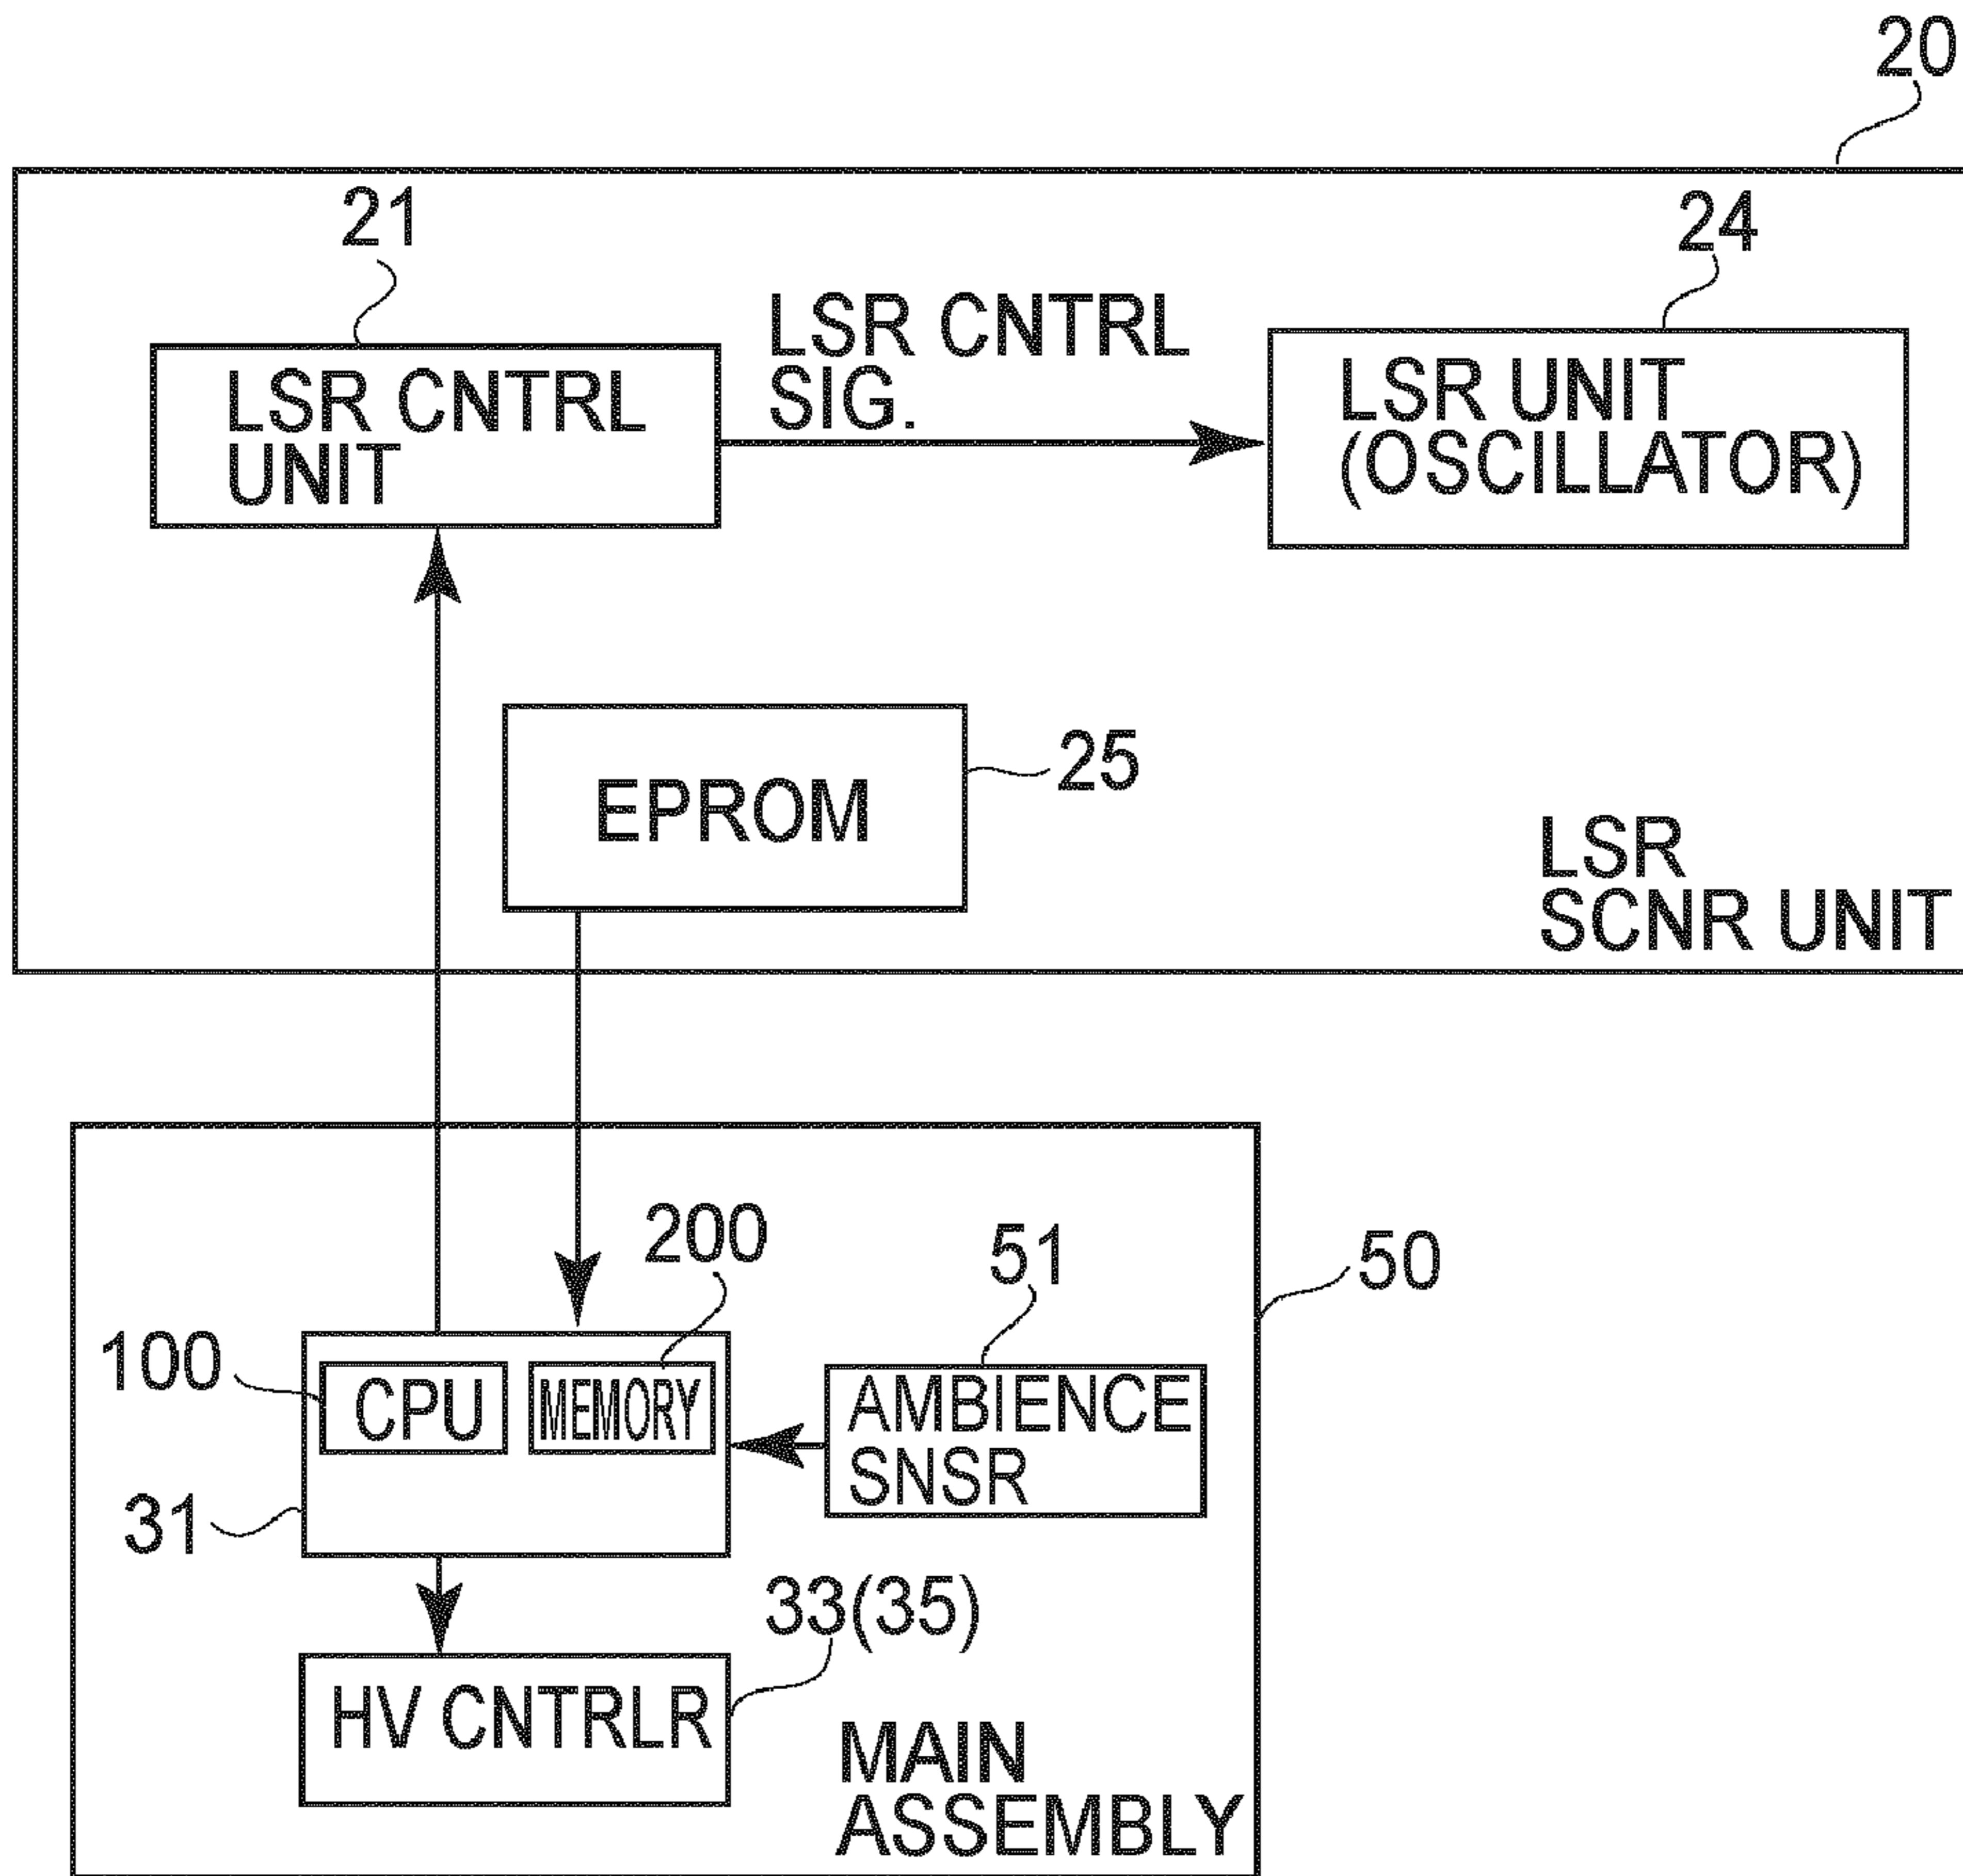 20
21
24
LSR CNTRL
SIG.
LSR CNTRL
UNIT
LSR UNIT
(OSCILLATOR)
25
EPROM
LSR
SCNR UNIT
200
51
50
100
CPU
MEMORY
AMBIENCE
SNSR
31
33(35)
HV CNTRLR
MAIN
ASSEMBLY